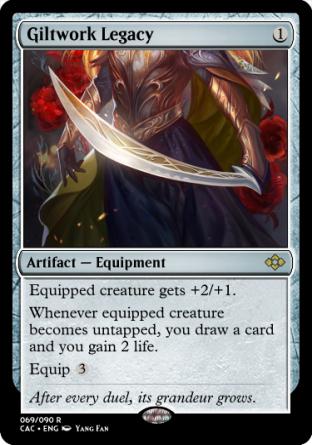 Giltwork Legacy 1
Artifact — Equipment
Equipped creature gets +2/+1.
Whenever equipped creature
becomes untapped, you draw a card
and you gain 2 life.
Equip 3
After every duel, its grandeur grows.
069/090 R
CAC • ENG Yang Fan